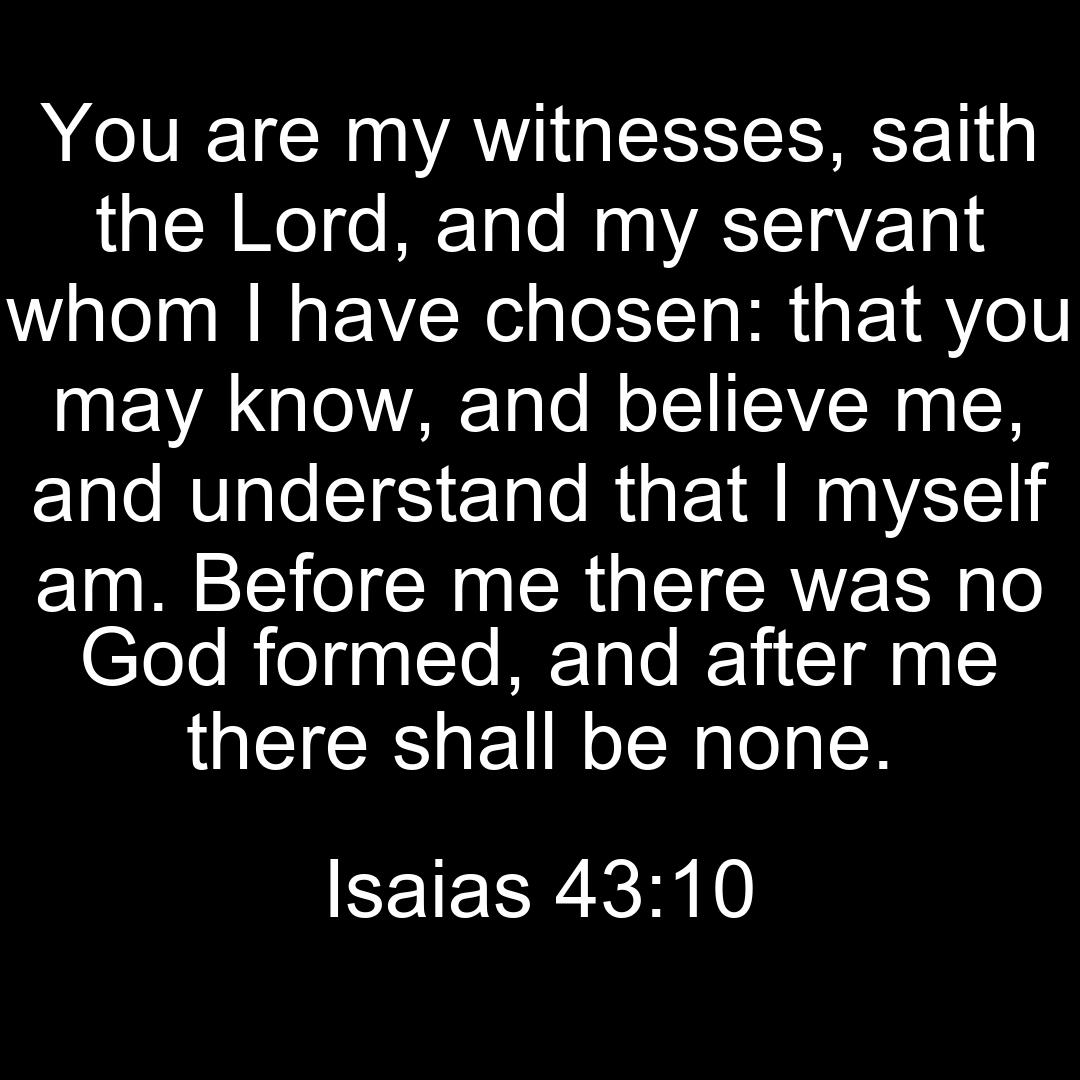 You are my witnesses, saith
the Lord, and my servant
whom I have chosen: that you
may know, and believe me,
and understand that I myself
am. Before me there was no
God formed, and after me
there shall be none.
Isaias 43:10